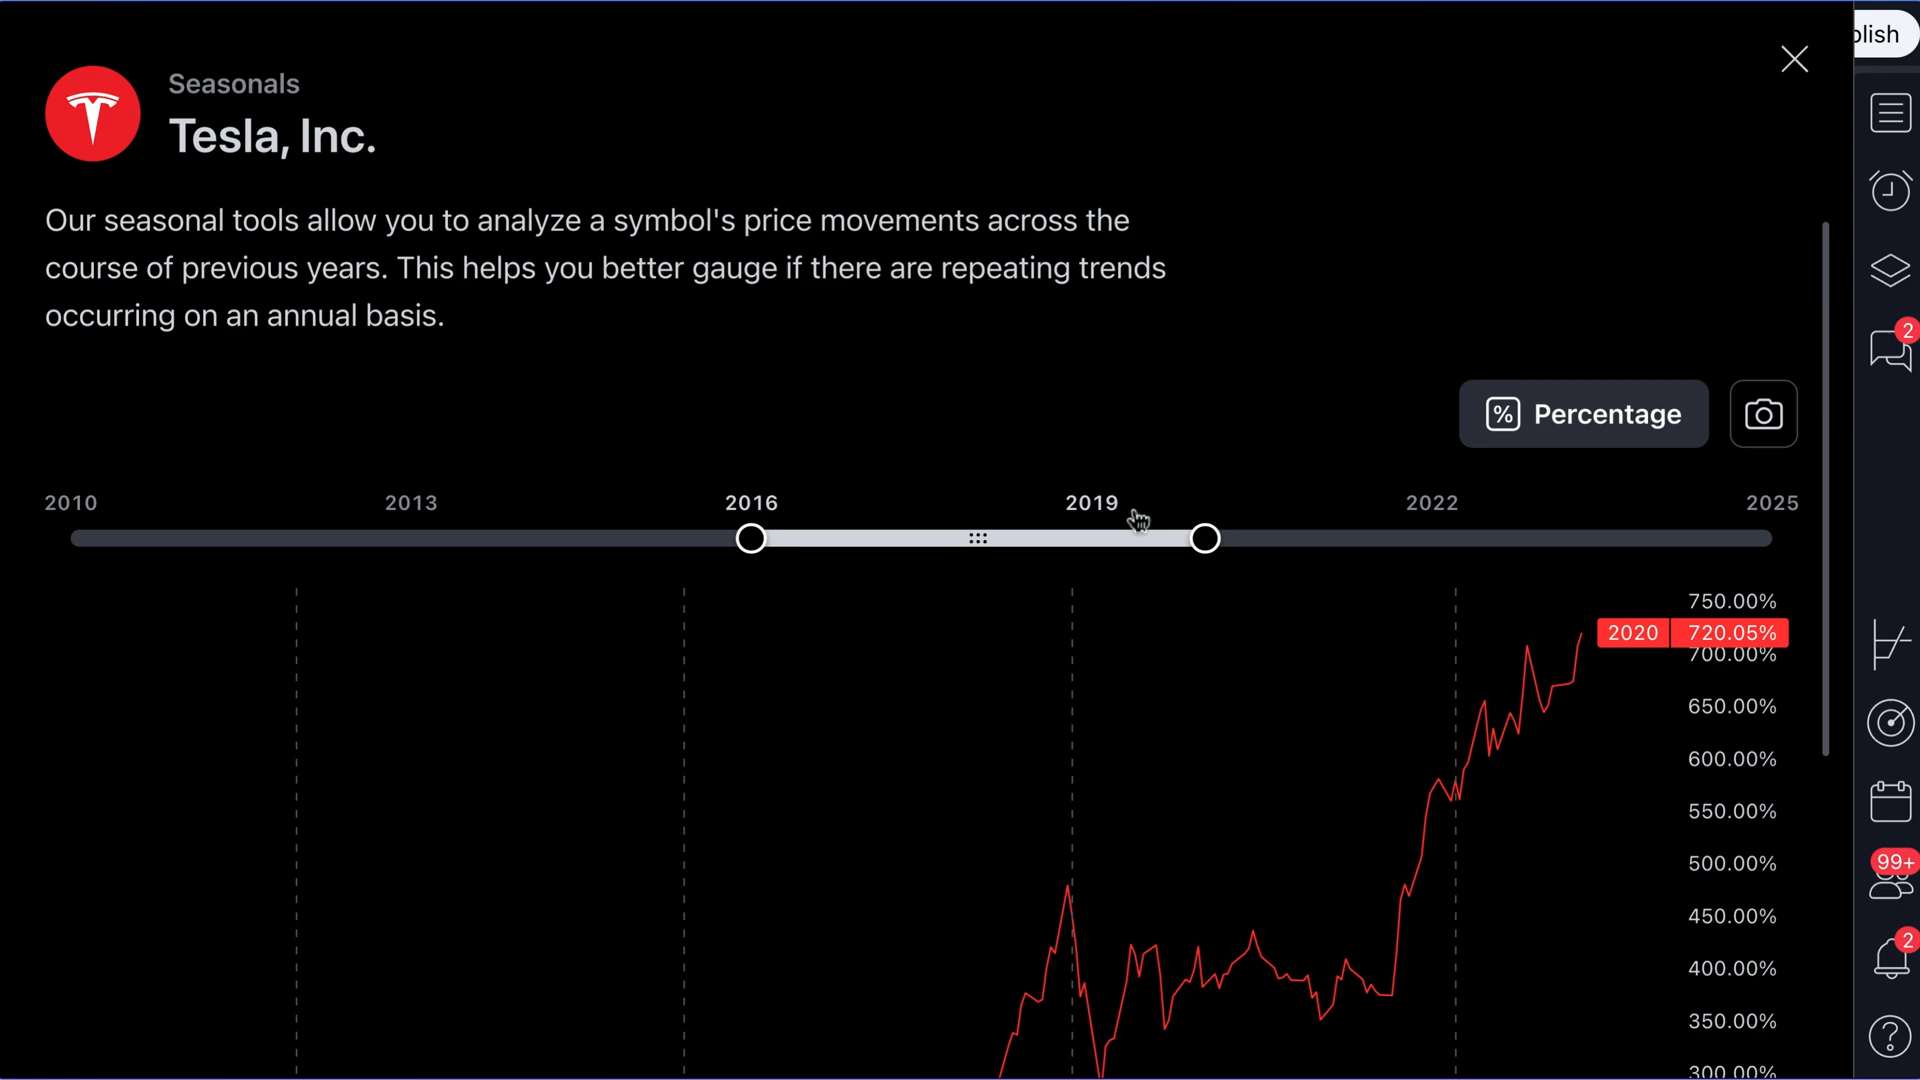 blish
Seasonals
Tesla, Inc.
Our seasonal tools allow you to analyze a symbol's price movements across the
course of previous years. This helps you better gauge if there are repeating trends
occurring on an annual basis.
2
% Percentage
2010 2013 2016 2019 2022 2025
750.00%
2020 720.05%
700.00%
650.00%
600.00%
550.00%
500.00%
99+
450.00%
2
400.00%
350.00%
300.00%